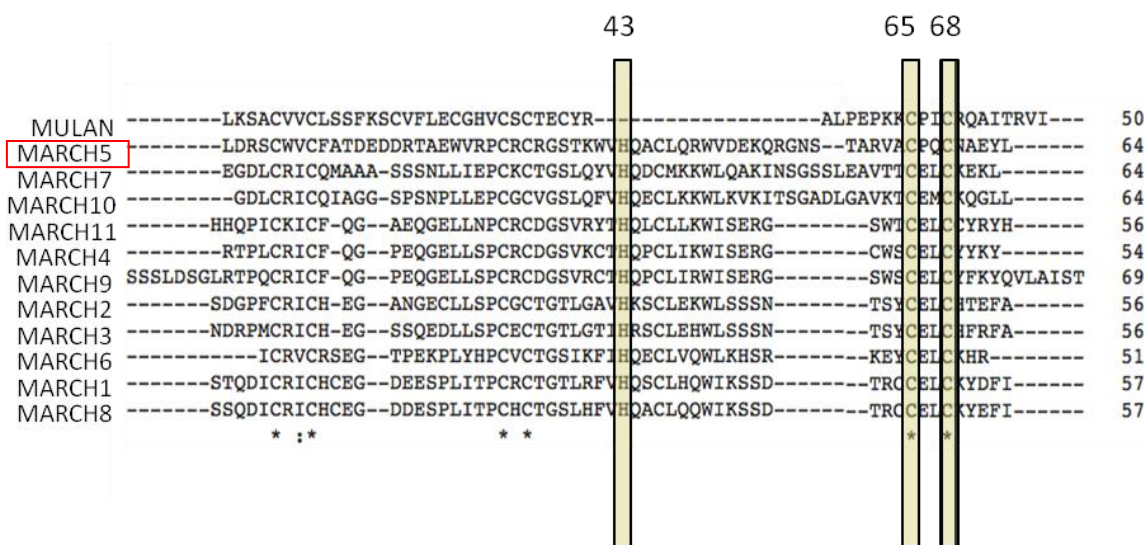 43 65 68
MULAN --------LKSACVVCLSSFKSCVFLECGHVCSCTECYR-------------------ALPEPKKCPICRQAITRVI--- 50
MARCH5 --------LDRSCWVCFATDEDDRTAEWVRPCRCRGSTKWVHQACLQRWVDEKQRGNS--TARVACPQCNAEYL------ 64
MARCH7 --------EGDLCRICQMAAA-SSSNLLIEPCKCTGSLQYVHQDCMKKWLQAKINSGSSLEAVTTCELCKEKL------- 64
MARCH10 ---------GDLCRICQIAGG-SPSNPLLEPCGCVGSLQFVHQECLKKWLKVKITSGADLGAVKTCEMCKQGLL------ 64
MARCH11 -------HHQPICKICF-QG--AEQGELLNPCRCDGSVRYTHQLCLLKWISERG--------SWTCELCCYRYH------ 56
MARCH4 --------RTPLCRICF-QG--PEQGELLSPCRCDGSVKCTHQPCLIKWISERG--------CWSCELCYYKY------- 54
MARCH9 SSSLDSGLRTPQCRICF-QG--PEQGELLSPCRCDGSVRCTHQPCLIRWISERG--------SWSCELCYFKYQVLAIST 69
MARCH2 -------SDGPFCRICH-EG--ANGECLLSPCGCTGTLGAVHKSCLEKWLSSSN--------TSYCELCHTEFA------ 56
MARCH3 -------NDRPMCRICH-EG--SSQEDLLSPCECTGTLGTIHRSCLEHWLSSSN--------TSYCELCHFRFA------ 56
MARCH6 -----------ICRVCRSEG--TPEKPLYHPCVCTGSIKFIHQECLVQWLKHSR--------KEYCELCKHR-------- 51
MARCH1 -------STQDICRICHCEG--DEESPLITPCRCTGTLRFVHQSCLHQWIKSSD--------TRCCELCKYDFI------ 57
MARCH8 -------SSQDICRICHCEG--DDESPLITPCHCTGSLHFVHQACLQQWIKSSD--------TRCCELCKYEFI------ 57
* :* * * * *